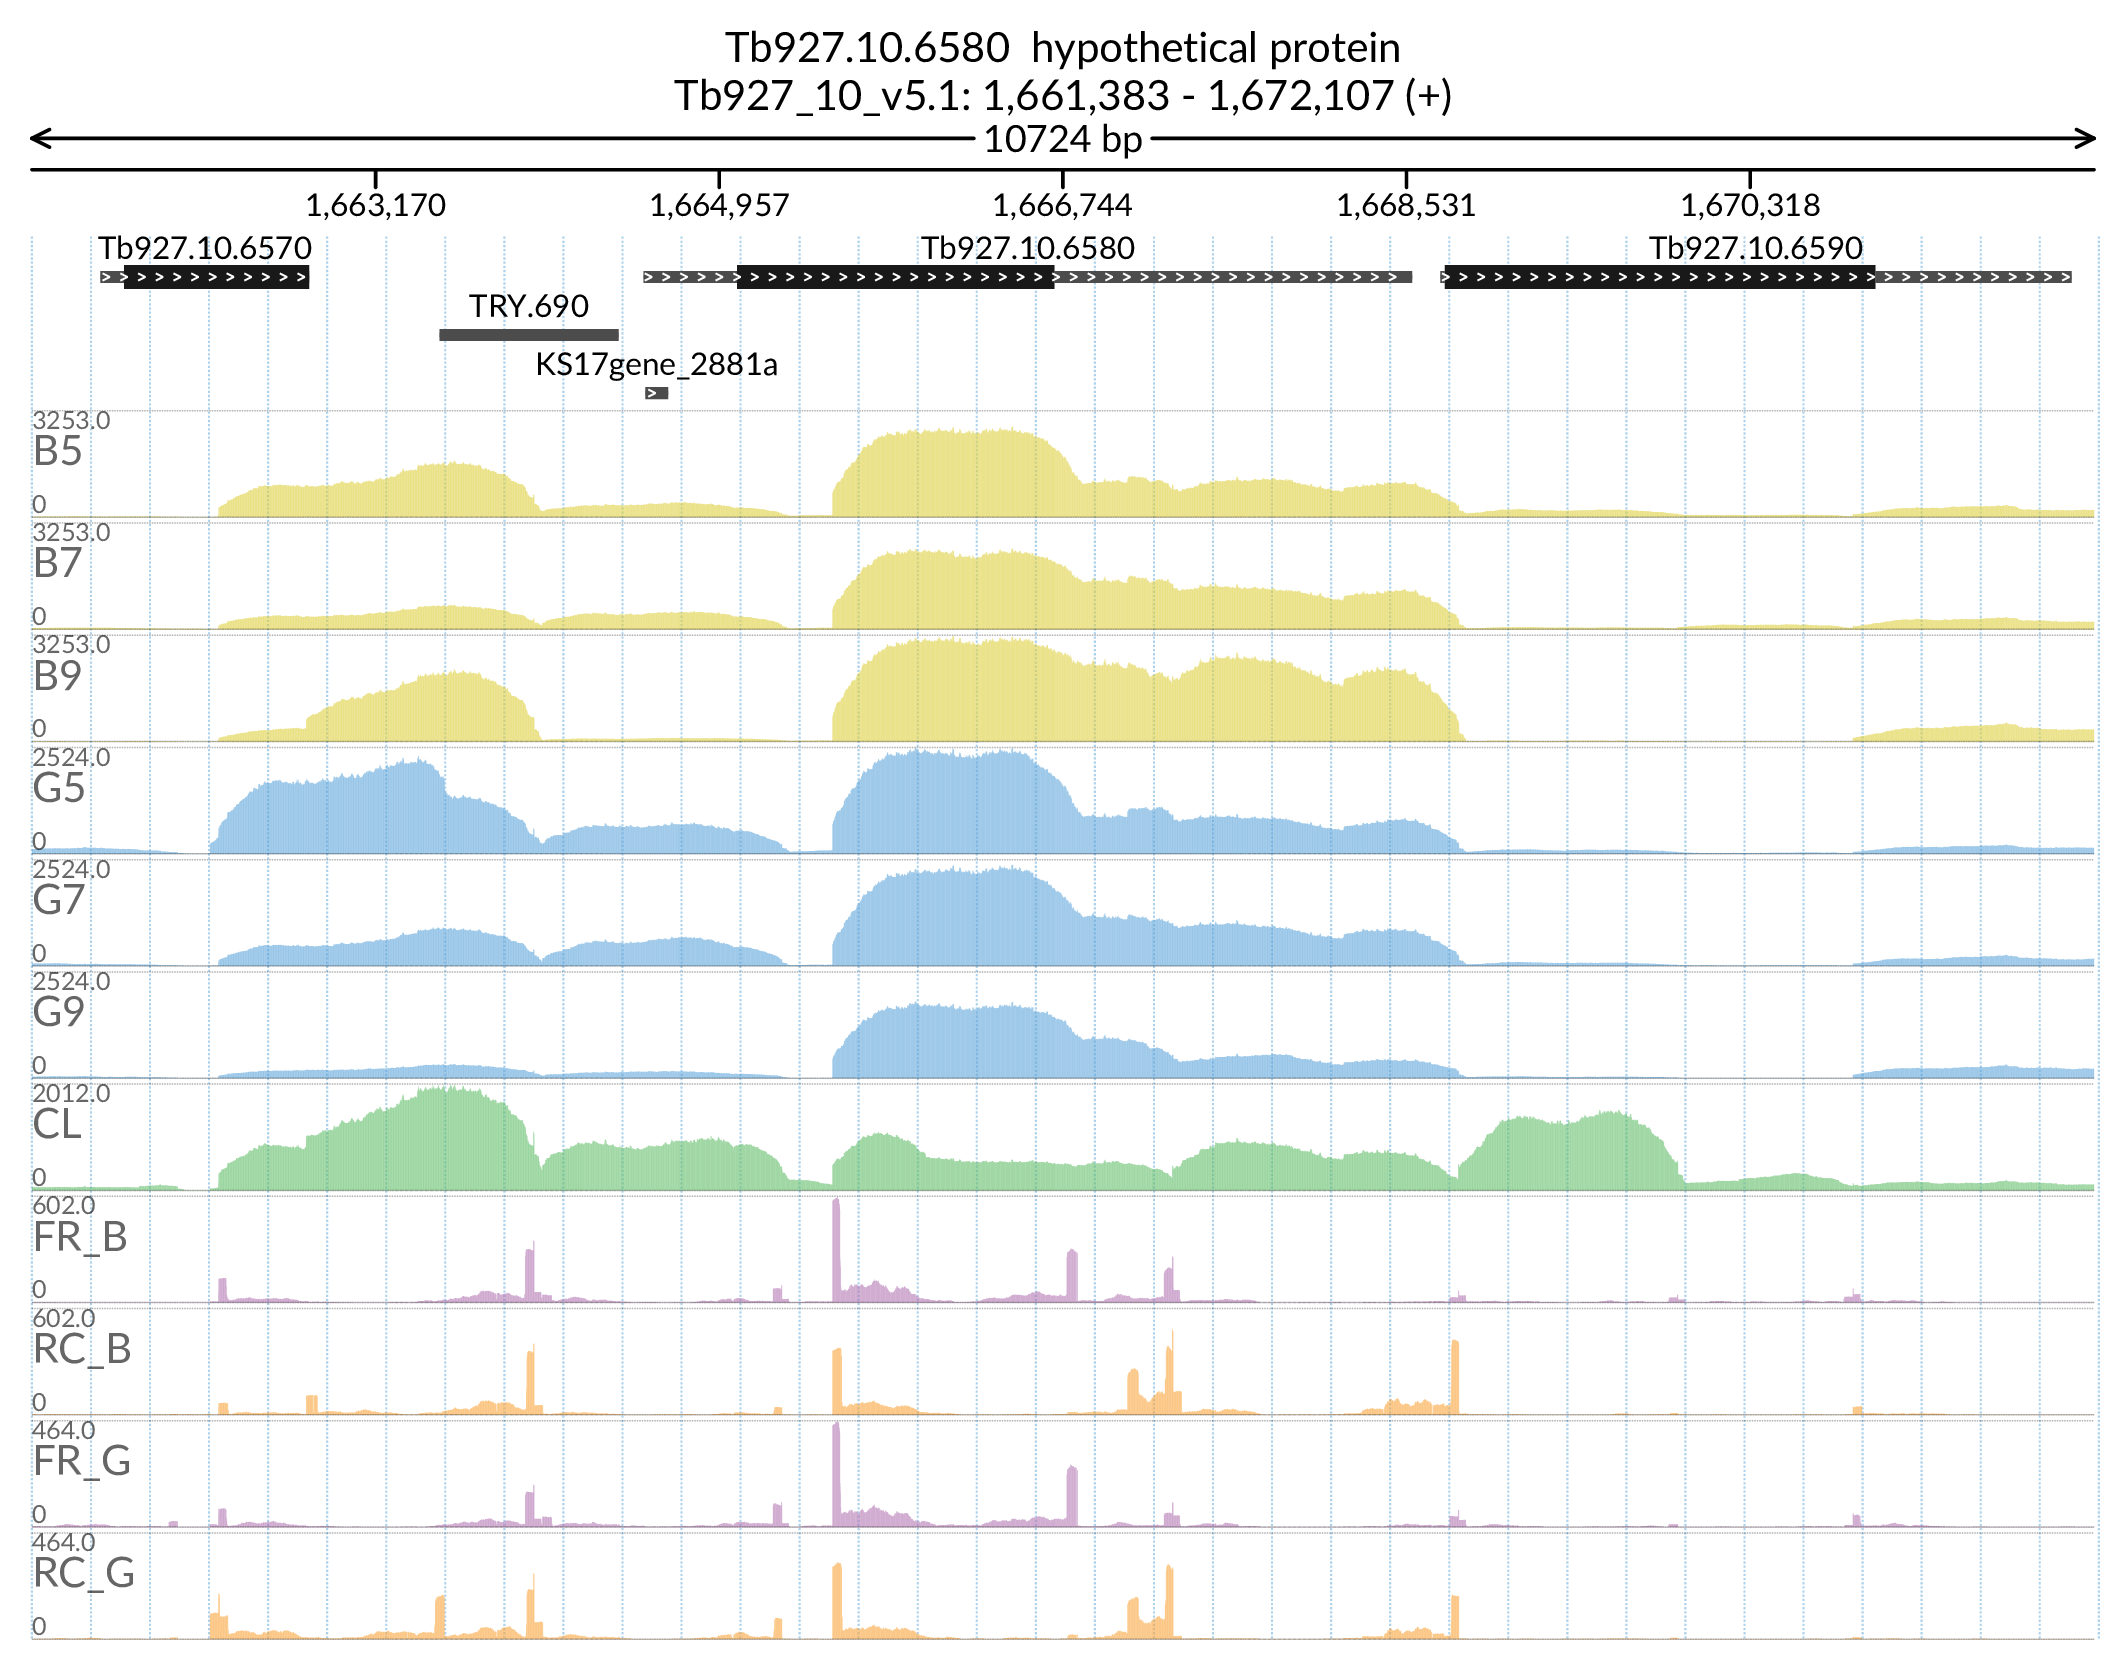 Tb927.10.6580 hypothetical protein
Tb927_10_v5.1: 1,661,383 - 1,672,107 (+)
10724 bp
1,663,170 1,664,957 1,666,744 1,668,531 1,670,318
Tb927.10.6570 Tb927.10.6580 Tb927.10.6590
TRY.690
KS17gene_2881a
3253.0
B5
0
3253.0
B7
0
3253.0
B9
0
2524.0
G5
0
2524.0
G7
0
2524.0
G9
0
2012.0
CL
0
602.0
FR_B
0
602.0
RC_B
0
464.0
FR_G
0
464.0
RC_G
0